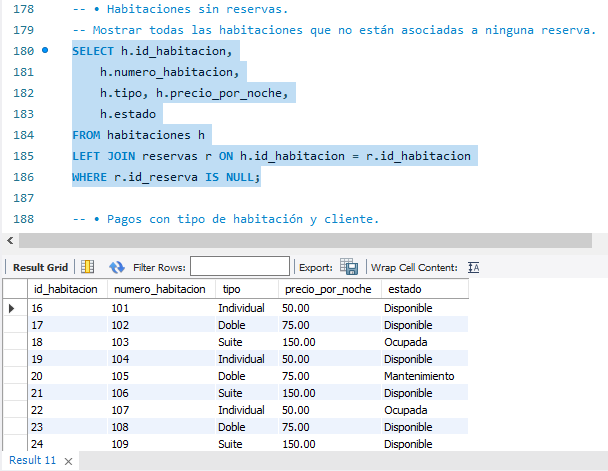 178 -- • Habitaciones sin reservas.
179 -- Mostrar todas las habitaciones que no están asociadas a ninguna reserva.
180 SELECT h.id_habitacion,
181 h.numero_habitacion,
182 h.tipo, h.precio_por_noche,
183 h.estado
184 FROM habitaciones h
185 LEFT JOIN reservas r ON h.id_habitacion = r.id_habitacion
186 WHERE r.id_reserva IS NULL;
187
188 -- • Pagos con tipo de habitación y cliente.
Result Grid Filter Rows: Export: Wrap Cell Content: IA
id_habitacion numero_habitacion tipo precio_por_noche estado
16 101 Individual 50.00 Disponible
17 102 Doble 75.00 Disponible
18 103 Suite 150.00 Ocupada
19 104 Individual 50.00 Disponible
20 105 Doble 75.00 Mantenimiento
21 106 Suite 150.00 Disponible
22 107 Individual 50.00 Ocupada
23 108 Doble 75.00 Disponible
24 109 Suite 150.00 Disponible
Result 11 ×